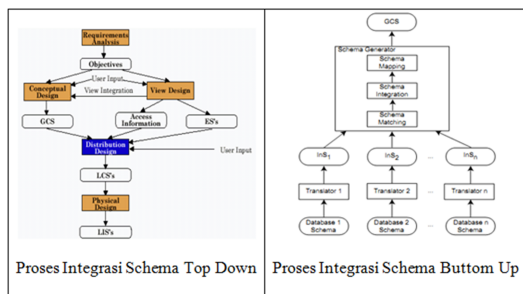 Requirements
Analysis
Objectives
User Input
Conceptual
Design
View Integration
View Design
GCS
Access
Information
ES's
Distribution
Design
User
Input
LCS's
Physical
Design
LIS's
Proses Integrasi Schema Top Down
GCS
Schema Generator
Schema
Mapping
Schema
Integration
Schema
Matching
InS1
InS2
...
InSn
Translator 1
Translator 2
...
Translator n
Database 1
Schema
Database 2
Schema
...
Database n
Schema
Proses Integrasi Schema Buttom Up